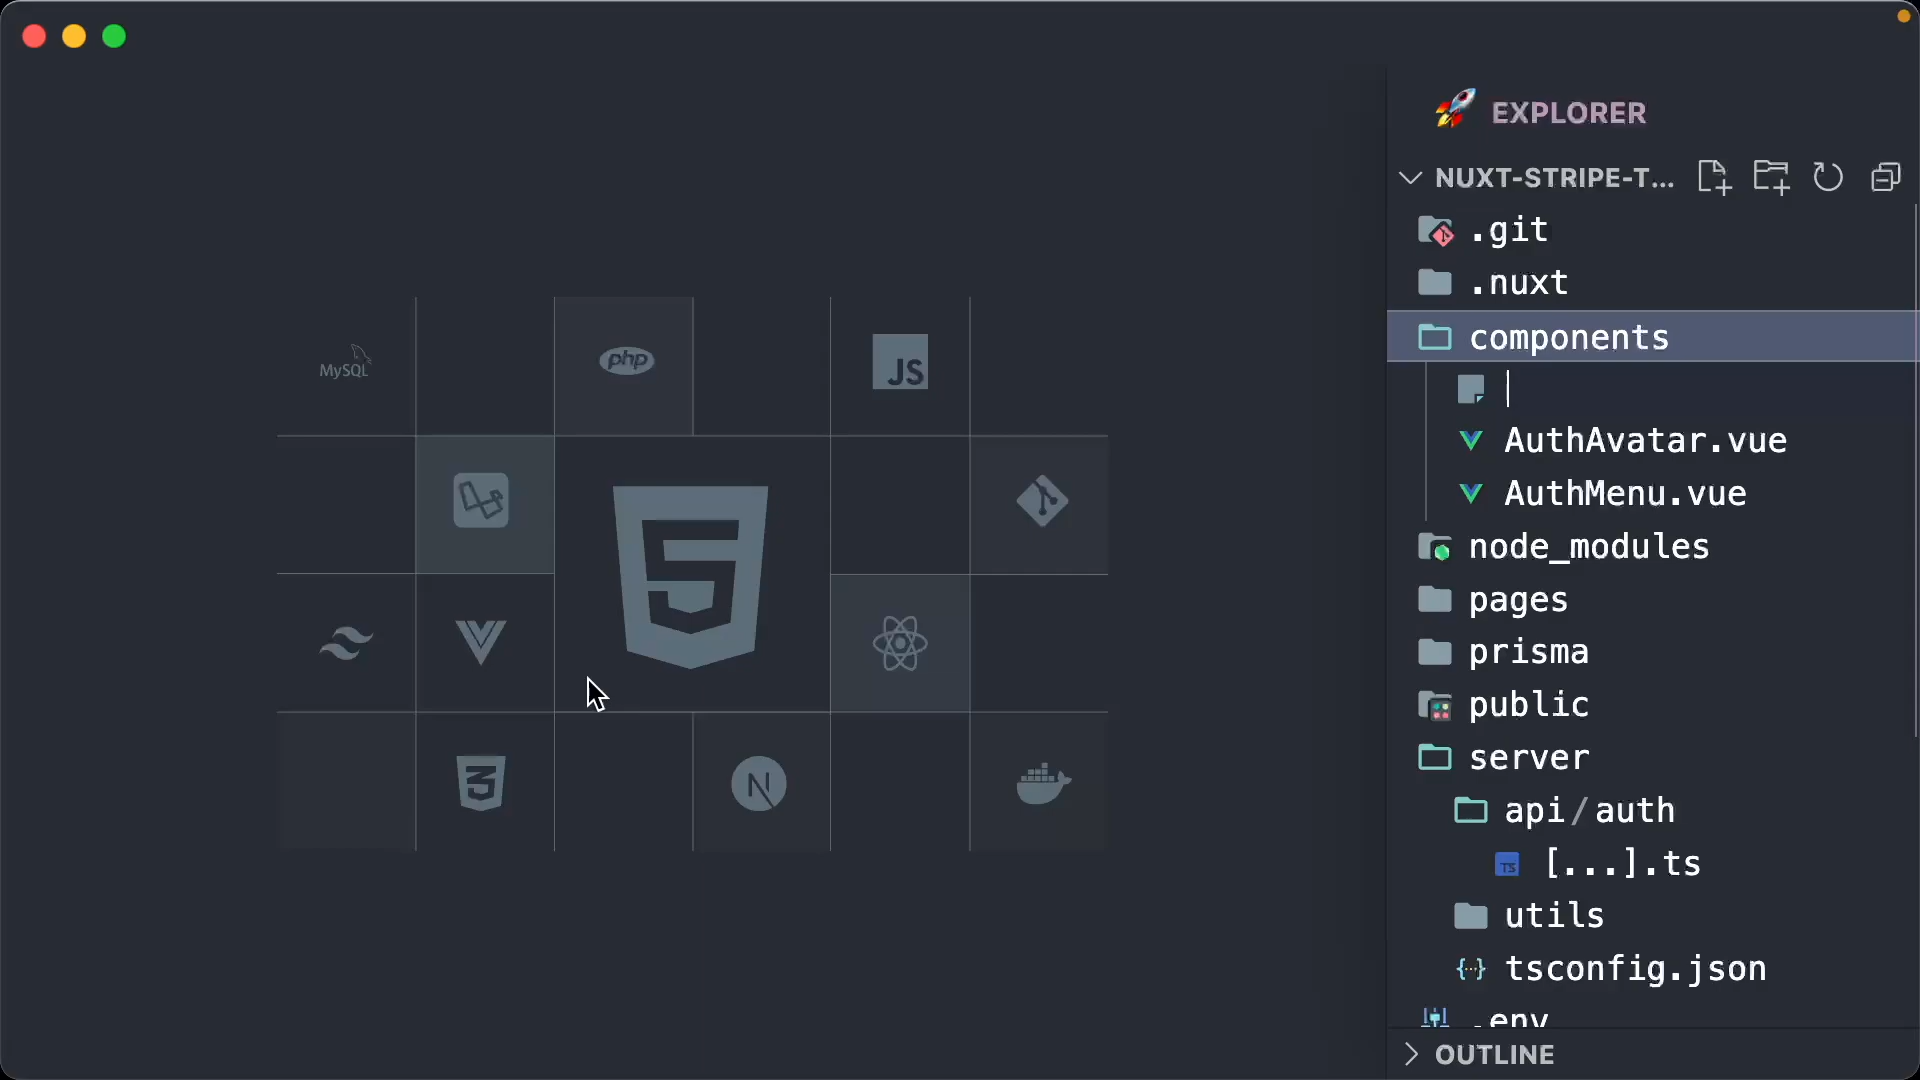 EXPLORER
NUXT-STRIPE-T...
.git
.nuxt
components
AuthAvatar.vue
AuthMenu.vue
node_modules
pages
prisma
public
server
api/auth
TS [...].ts
utils
tsconfig.json
.env
OUTLINE
MySQL
php
JS
N